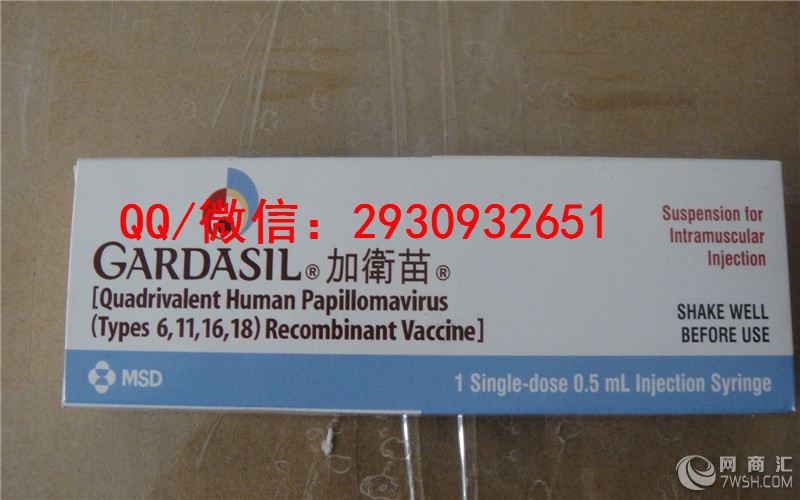 QQ/微信：2930932651
GARDASIL® 加衛苗®
[Quadrivalent Human Papillomavirus
(Types 6,11,16,18) Recombinant Vaccine]
Suspension for
Intramuscular
Injection
SHAKE WELL
BEFORE USE
MSD
1 Single-dose 0.5 mL Injection Syringe
网商汇
7WSH.COM